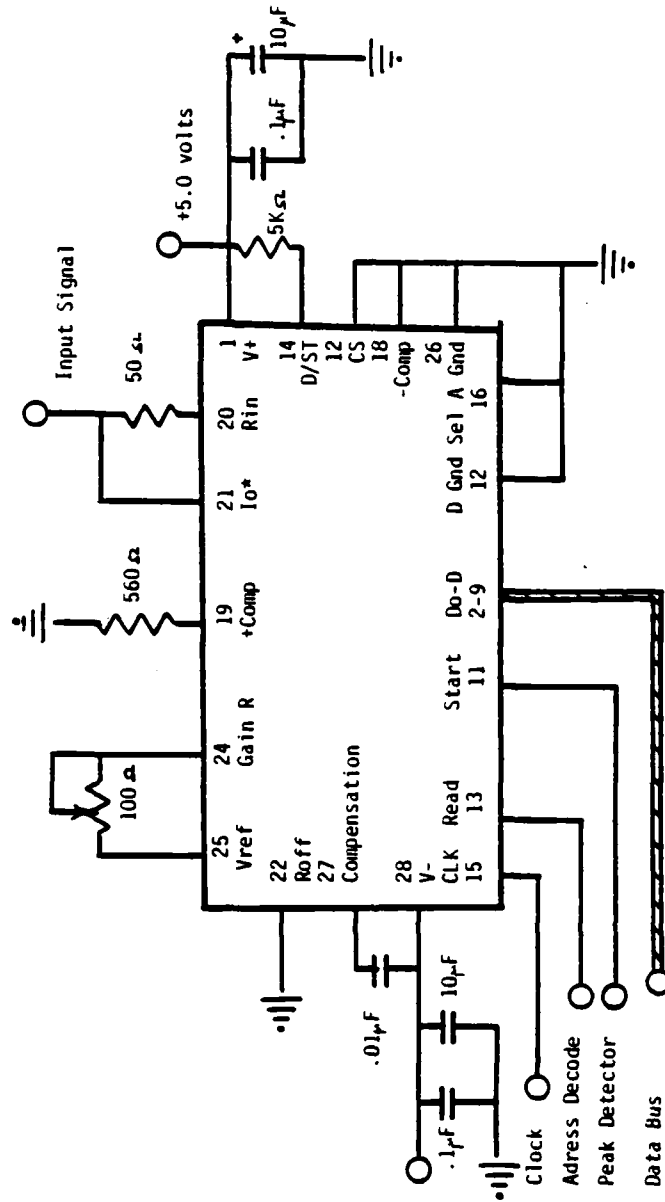 Input Signal
+5.0 volts
+
10µF
.1µF
5KΩ
50Ω
560Ω
100Ω
25
Vref
24
Gain R
19
+Comp
21
Io*
20
Rin
1
V+
14
D/ST
12
CS
18
-Comp
26
Gnd
22
Roff
27
Compensation
28
V-
CLK
15
Read
13
Start
11
Do-D
2-9
D Gnd
12
Sel A
16
.01µF
10µF
.1µF
Clock
Adress Decode
Peak Detector
Data Bus